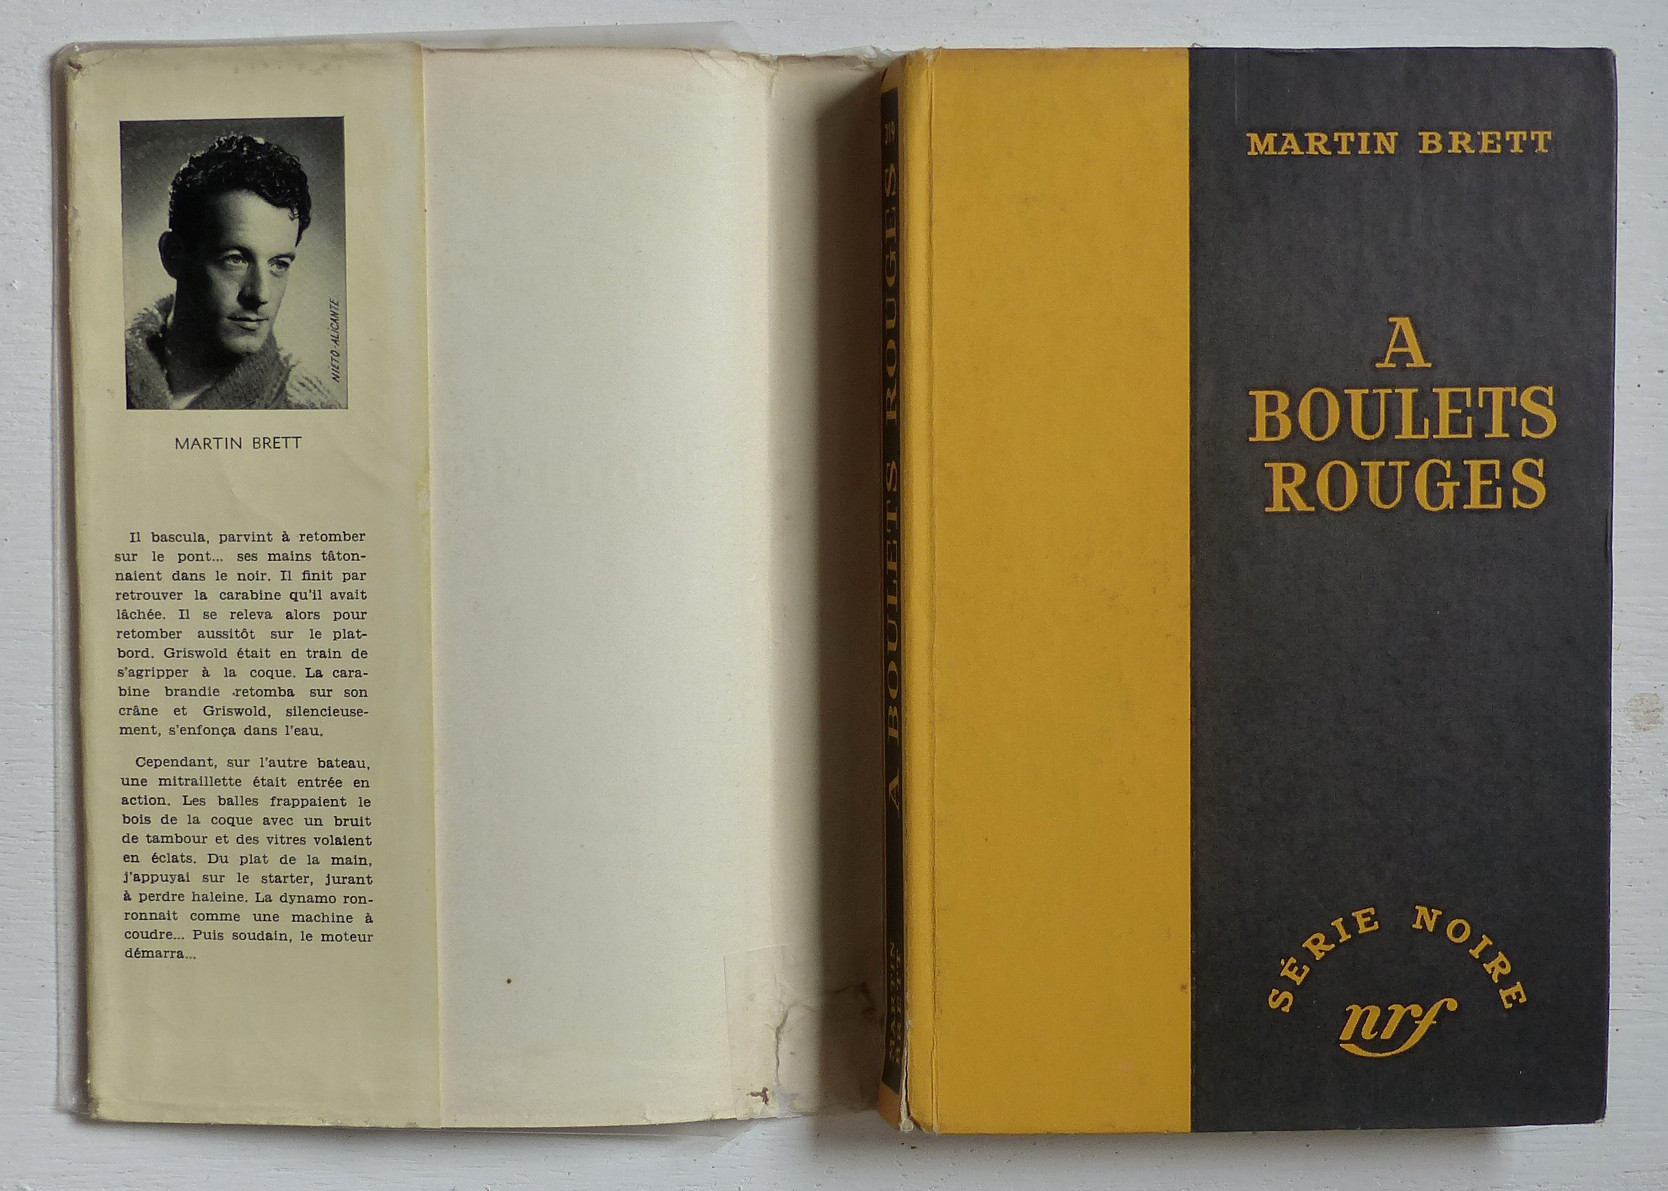 NIETO-ALICANTE
MARTIN BRETT
Il bascula, parvint à retomber
sur le pont... ses mains tâton-
naient dans le noir. Il finit par
retrouver la carabine qu'il avait
lâchée. Il se releva alors pour
retomber aussitôt sur le plat-
bord. Griswold était en train de
s'agripper à la coque. La cara-
bine brandie retomba sur son
crâne et Griswold, silencieuse-
ment, s'enfonça dans l'eau.
Cependant, sur l'autre bateau,
une mitraillette était entrée en
action. Les balles frappaient le
bois de la coque avec un bruit
de tambour et des vitres volaient
en éclats. Du plat de la main,
j'appuyai sur le starter, jurant
à perdre haleine. La dynamo ron-
ronnait comme une machine à
coudre... Puis soudain, le moteur
démarra...
319
A BOULETS ROUGES
MARTIN
BRETT
MARTIN BRETT
A
BOULETS
ROUGES
SÉRIE NOIRE
nrf